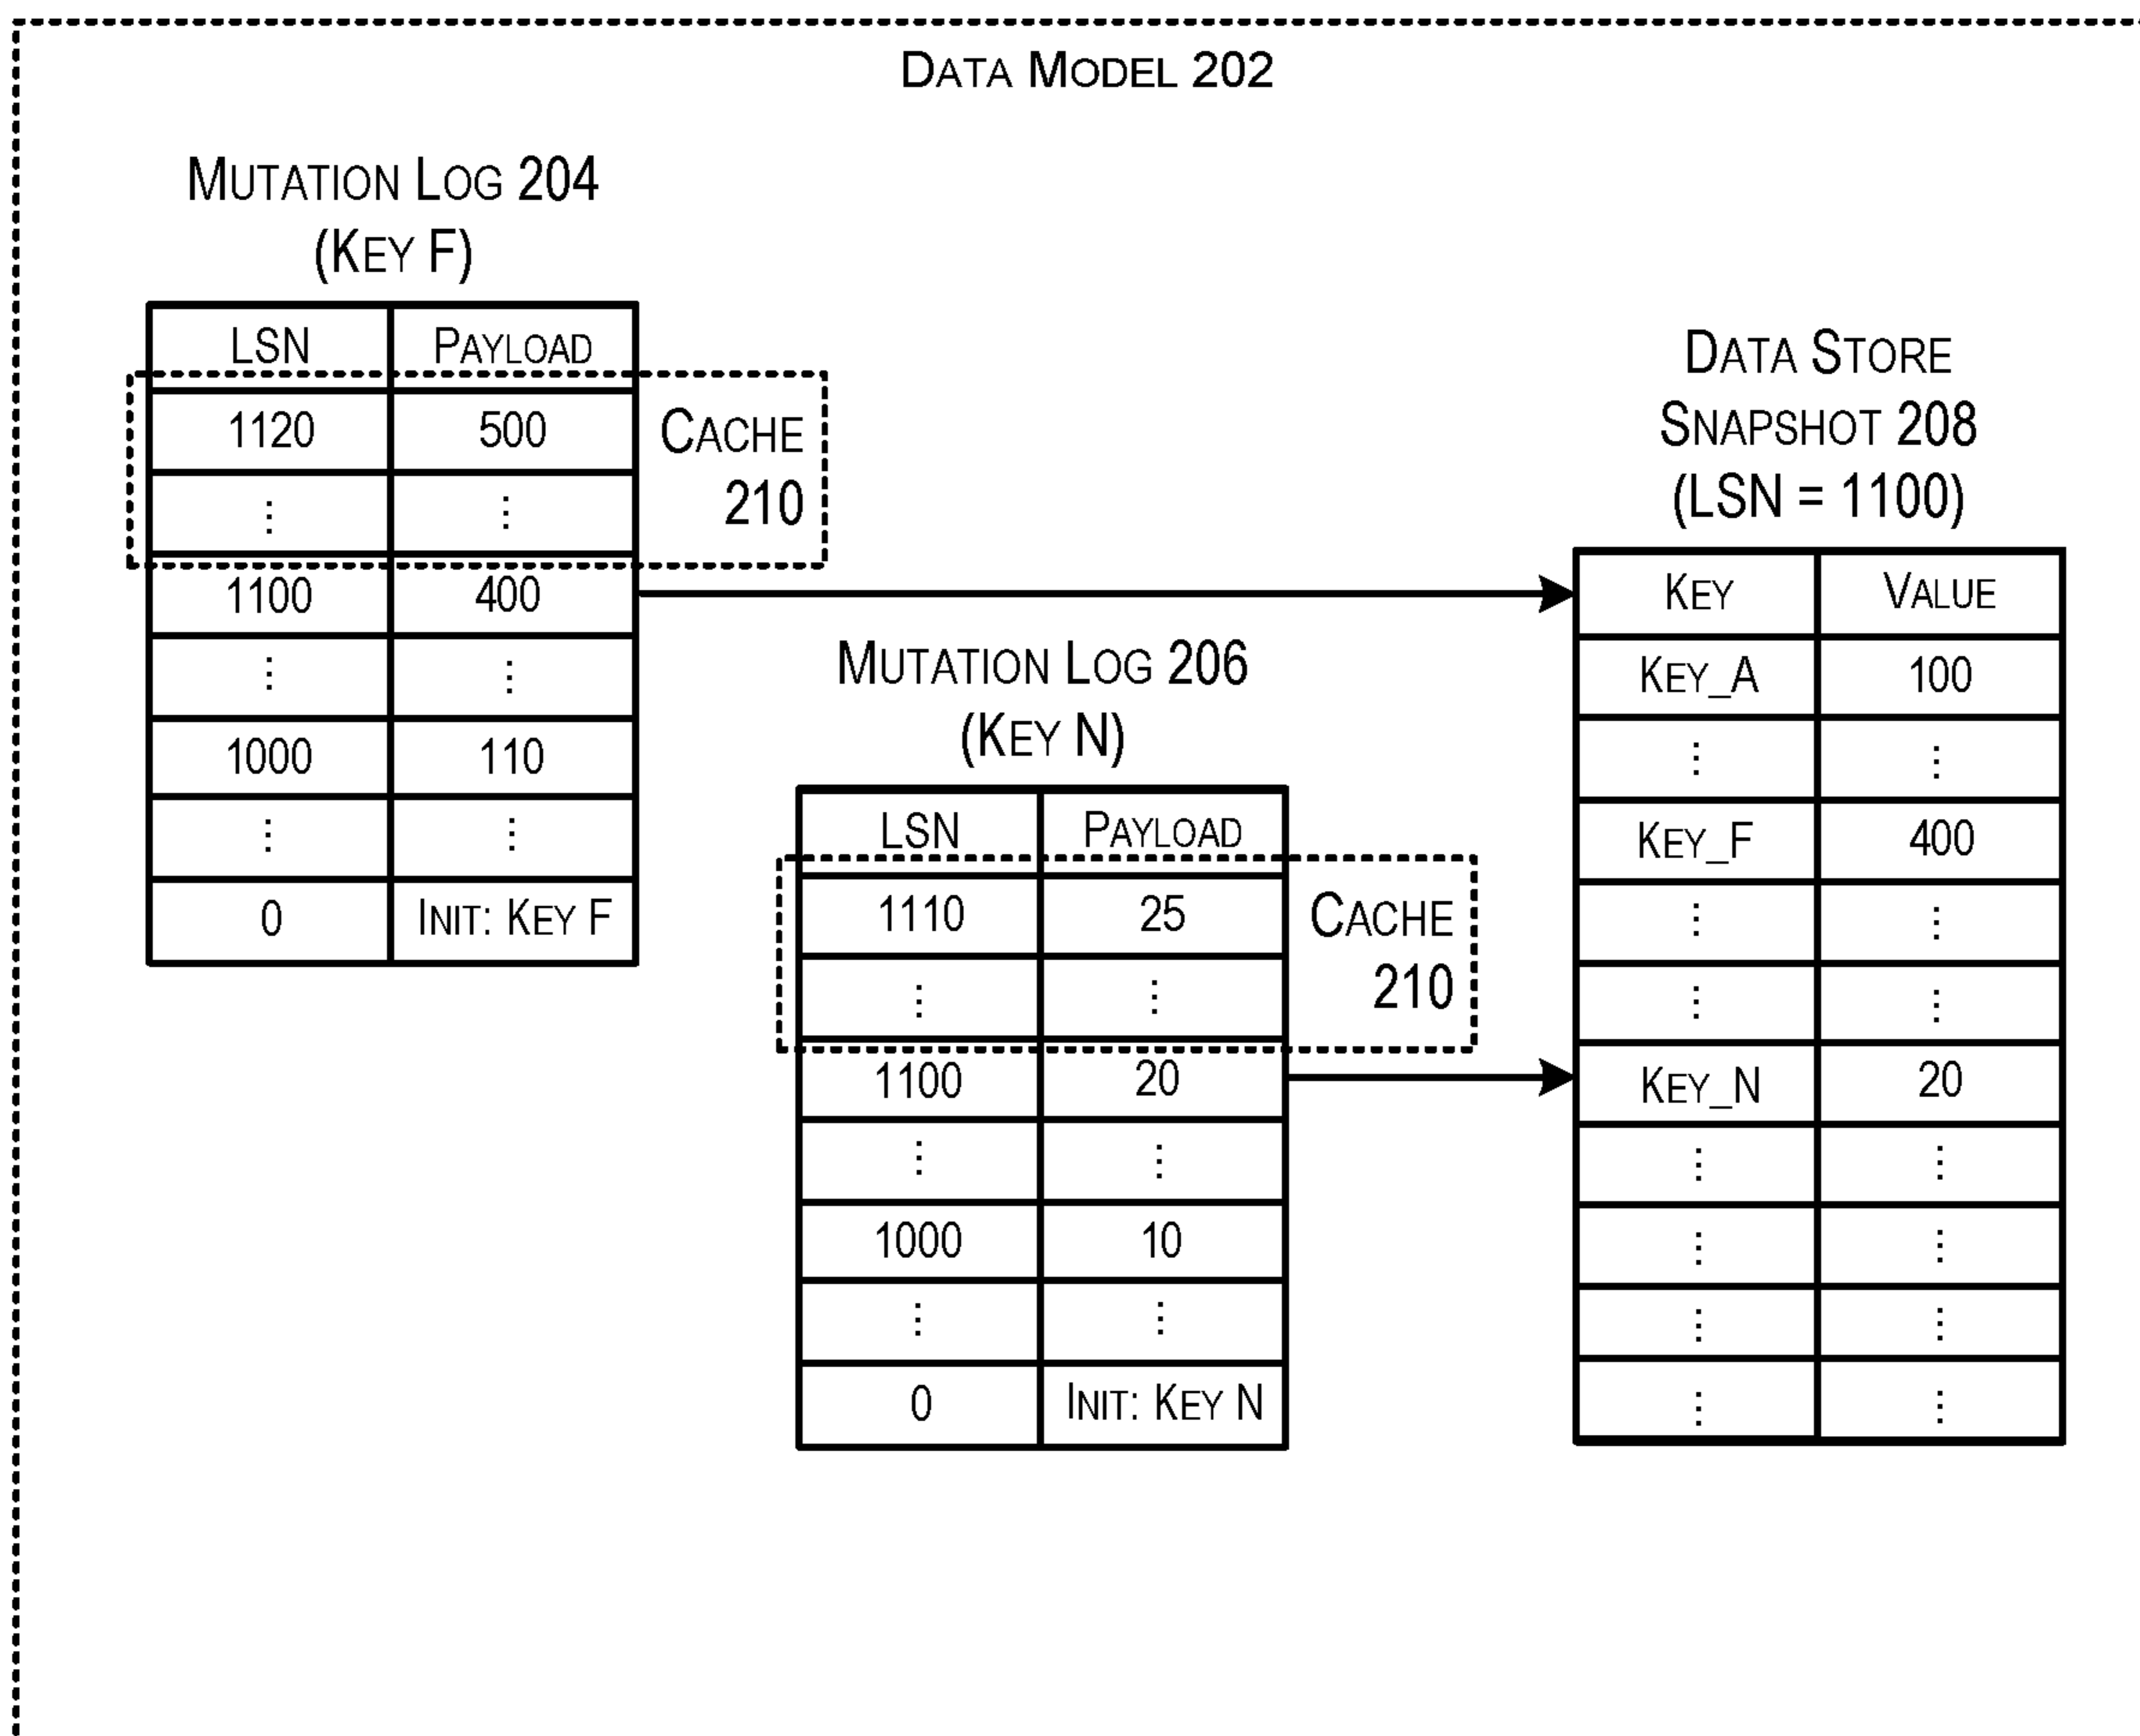 DATA MODEL 202
MUTATION LOG 204
(KEY F)
LSN PAYLOAD
1120 500
⋮ ⋮
1100 400
⋮ ⋮
1000 110
⋮ ⋮
0 INIT: KEY F
CACHE
210
MUTATION LOG 206
(KEY N)
LSN PAYLOAD
1110 25
⋮ ⋮
1100 20
⋮ ⋮
1000 10
⋮ ⋮
0 INIT: KEY N
CACHE
210
DATA STORE
SNAPSHOT 208
(LSN = 1100)
KEY VALUE
KEY_A 100
⋮ ⋮
KEY_F 400
⋮ ⋮
⋮ ⋮
KEY_N 20
⋮ ⋮
⋮ ⋮
⋮ ⋮
⋮ ⋮